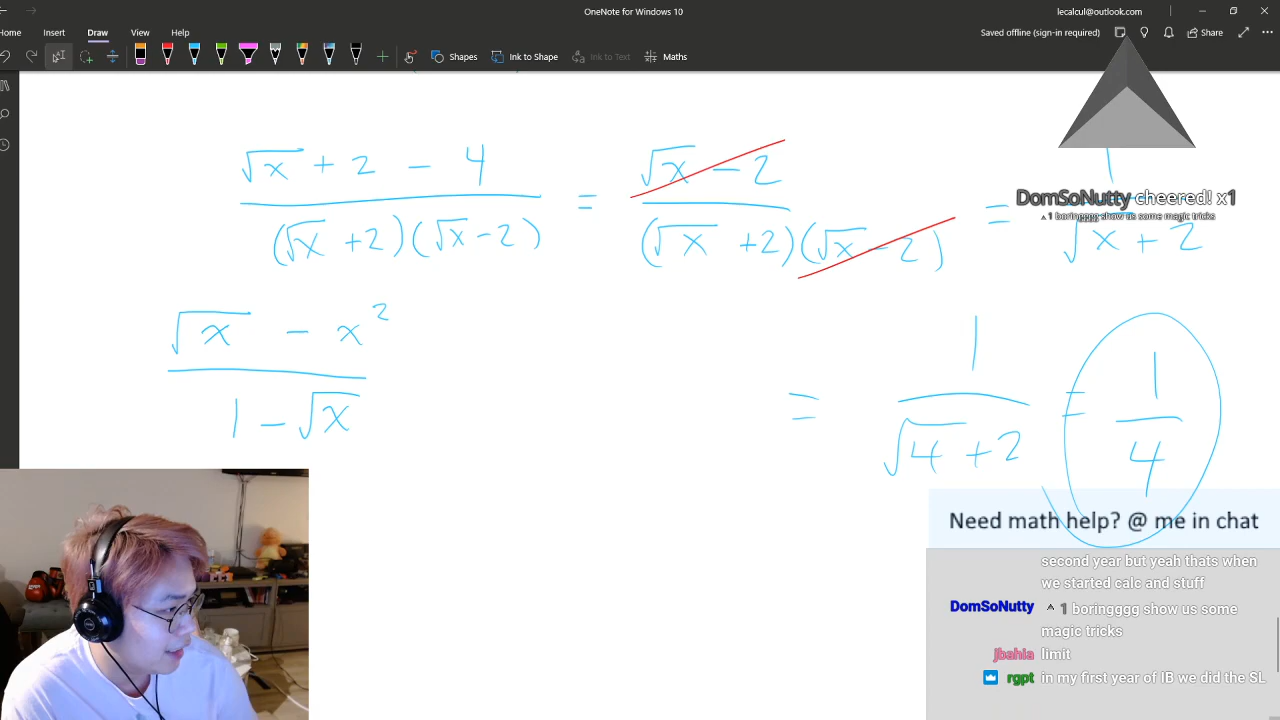 OneNote for Windows 10
lecalcul@outlook.com
Home Insert Draw View Help
Saved offline (sign-in required)
Share
Shapes Ink to Shape Ink to Text Maths
√x + 2 - 4
(√x + 2)(√x - 2)
=
√x - 2
(√x + 2)(√x - 2)
=
1
√x + 2
DomSoNutty cheered! x1
1 boringggg show us some magic tricks
√x - x²
1 - √x
=
1
√4 + 2
=
1
4
Need math help? @ me in chat
second year but yeah thats when
we started calc and stuff
DomSoNutty 1 boringggg show us some
magic tricks
Jbahia limit
rgpt in my first year of IB we did the SL